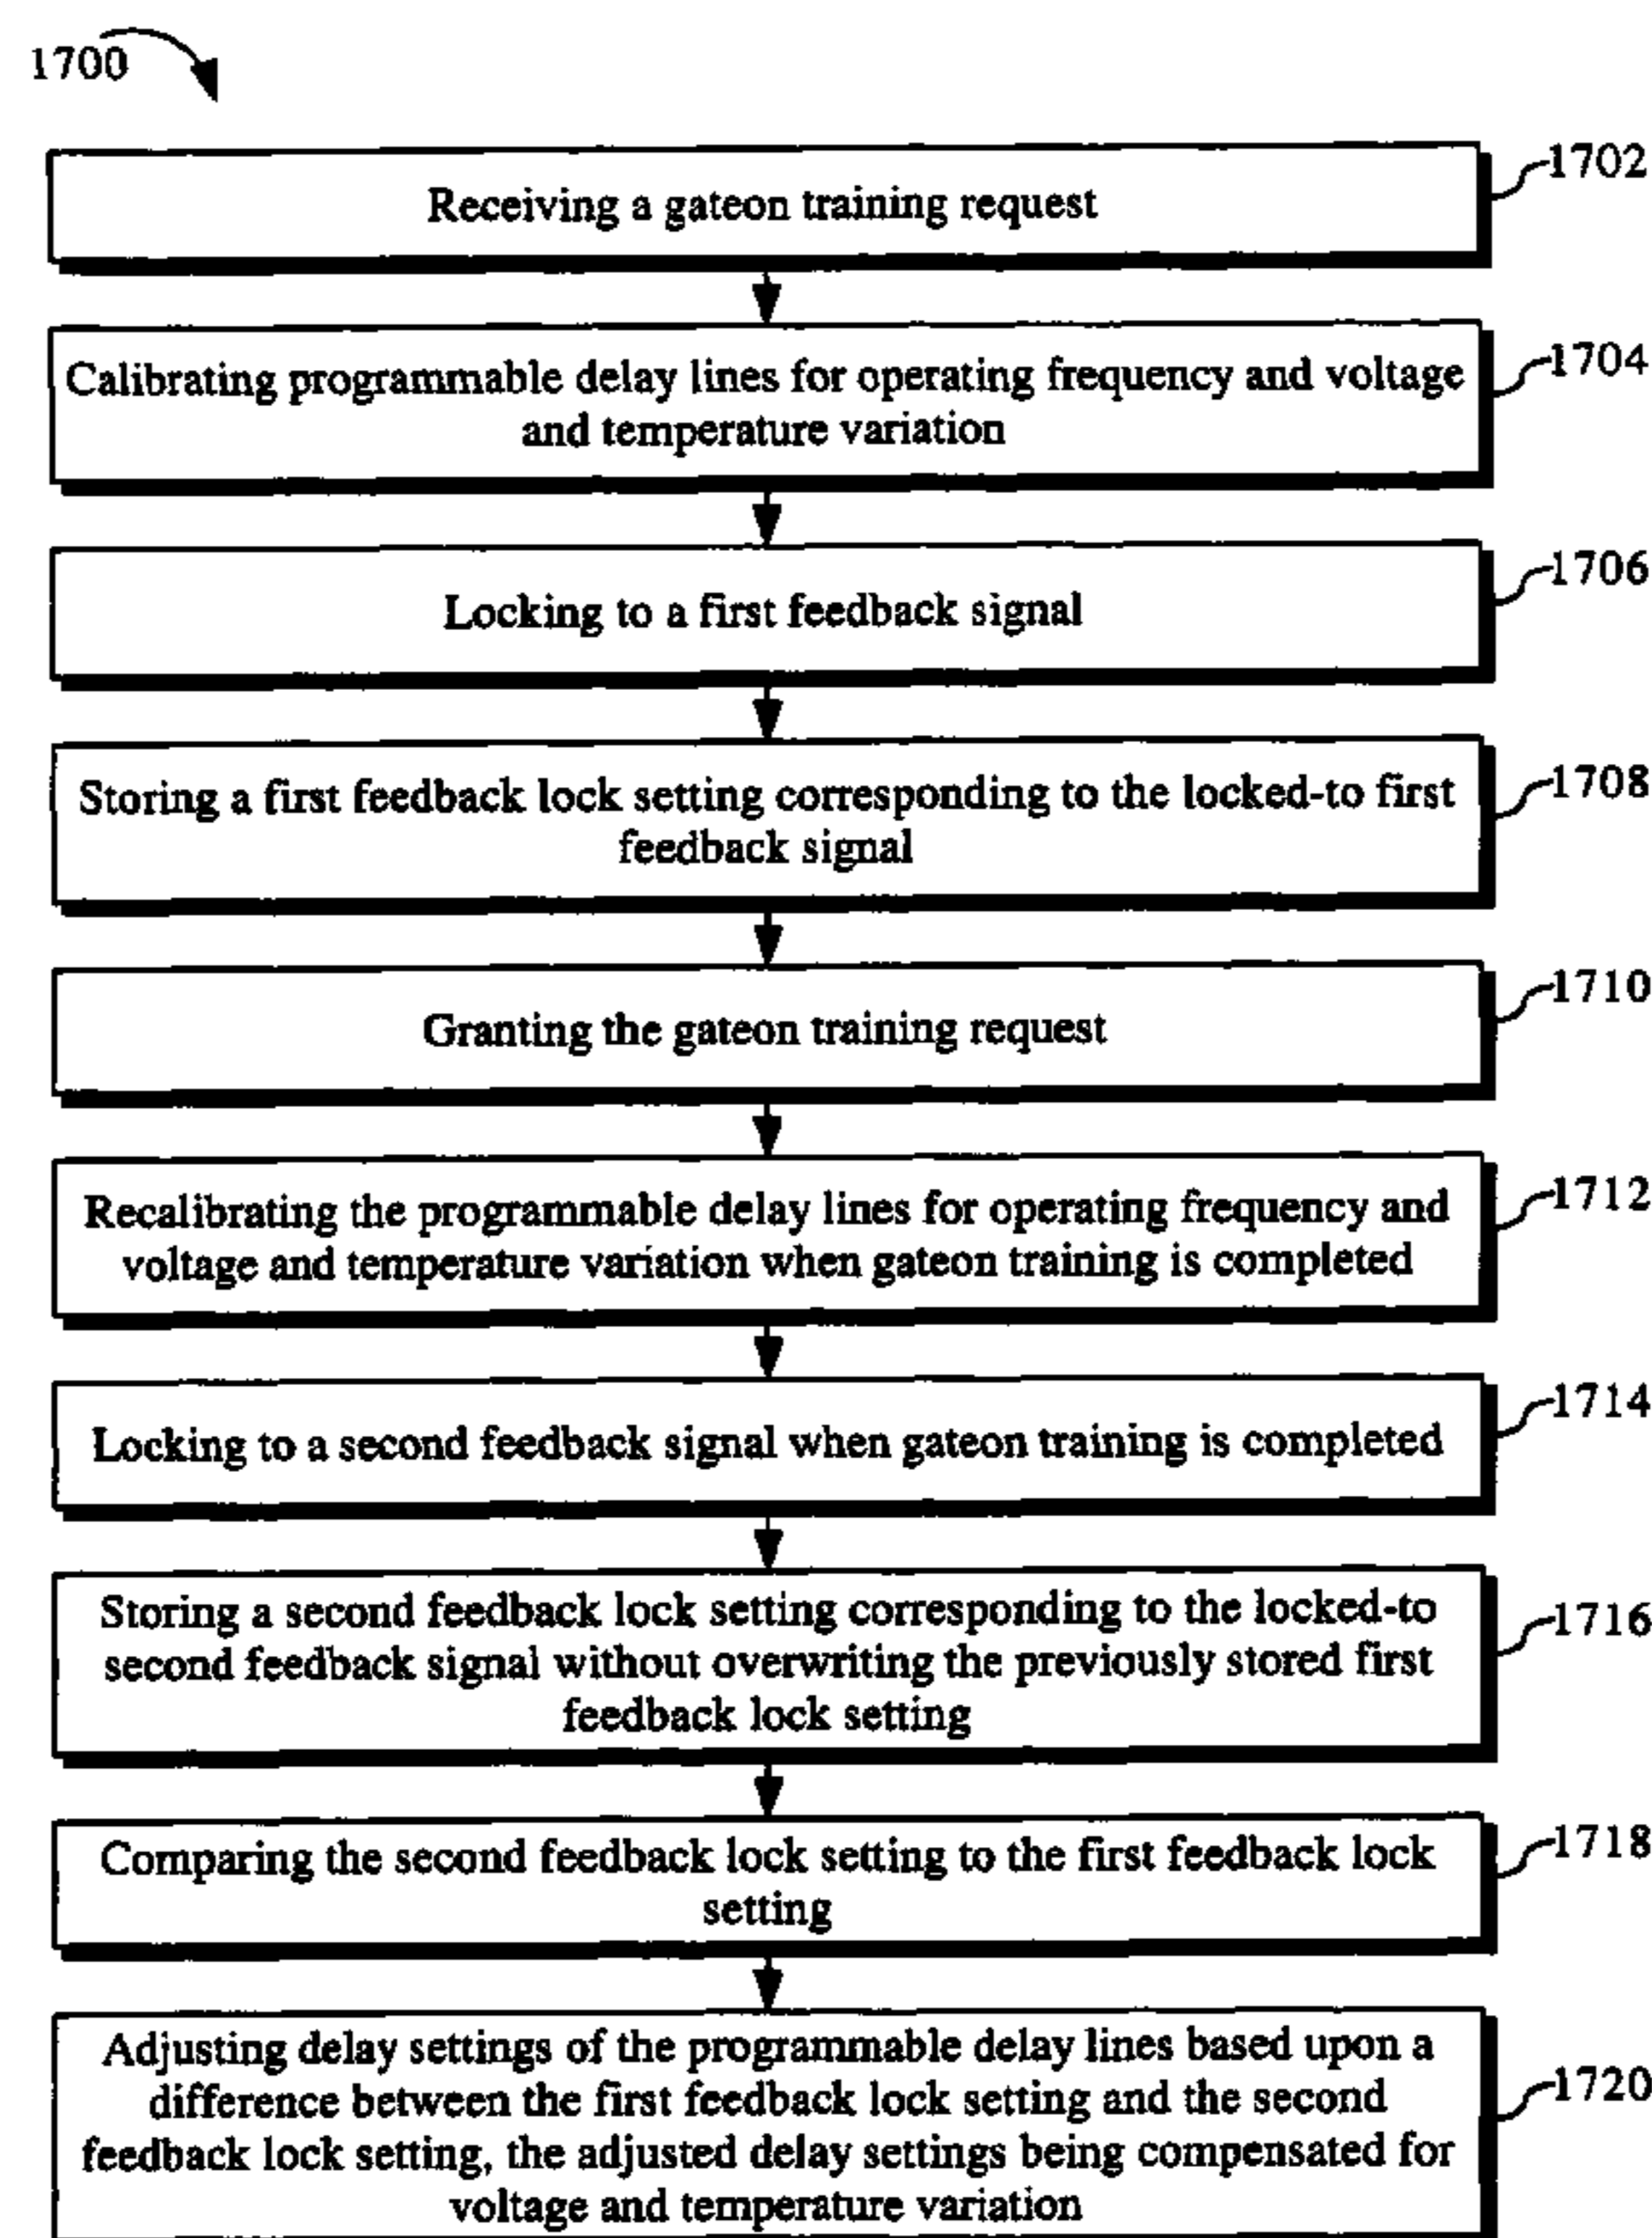 1700
Receiving a gateon training request
1702
Calibrating programmable delay lines for operating frequency and voltage
and temperature variation
1704
Locking to a first feedback signal
1706
Storing a first feedback lock setting corresponding to the locked-to first
feedback signal
1708
Granting the gateon training request
1710
Recalibrating the programmable delay lines for operating frequency and
voltage and temperature variation when gateon training is completed
1712
Locking to a second feedback signal when gateon training is completed
1714
Storing a second feedback lock setting corresponding to the locked-to
second feedback signal without overwriting the previously stored first
feedback lock setting
1716
Comparing the second feedback lock setting to the first feedback lock
setting
1718
Adjusting delay settings of the programmable delay lines based upon a
difference between the first feedback lock setting and the second
feedback lock setting, the adjusted delay settings being compensated for
voltage and temperature variation
1720